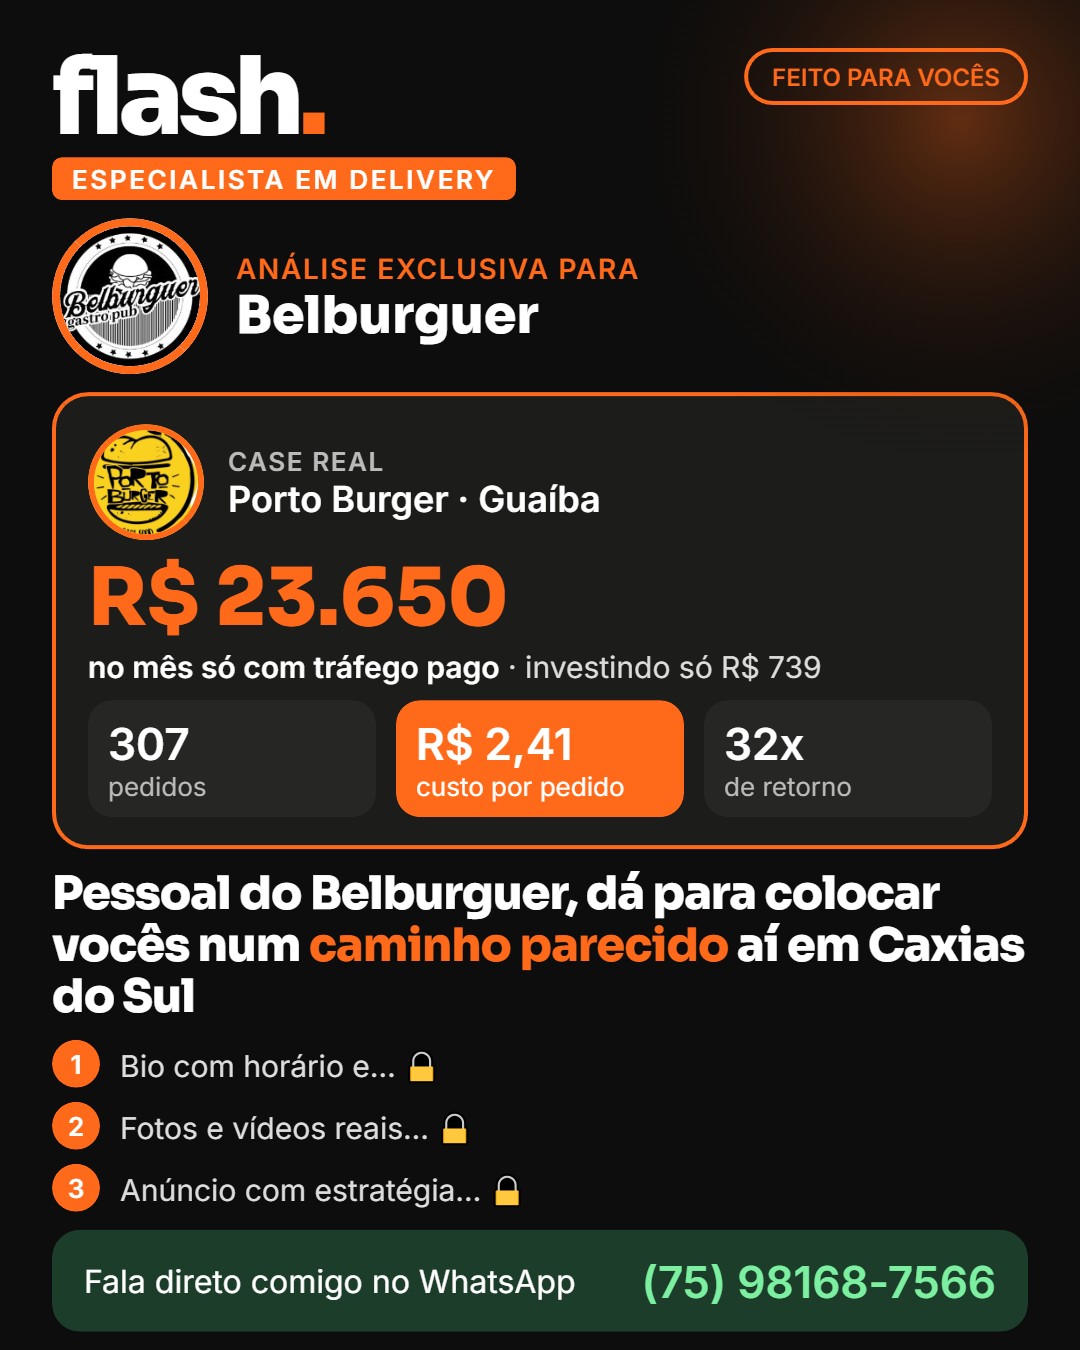 flash.
FEITO PARA VOCÊS
ESPECIALISTA EM DELIVERY
Belburguer
gastro pub
ANÁLISE EXCLUSIVA PARA
Belburguer
PORTO
BURGER
CASE REAL
Porto Burger · Guaíba
R$ 23.650
no mês só com tráfego pago · investindo só R$ 739
307
pedidos
R$ 2,41
custo por pedido
32x
de retorno
Pessoal do Belburguer, dá para colocar
vocês num caminho parecido aí em Caxias
do Sul
1 Bio com horário e...
2 Fotos e vídeos reais...
3 Anúncio com estratégia...
Fala direto comigo no WhatsApp (75) 98168-7566